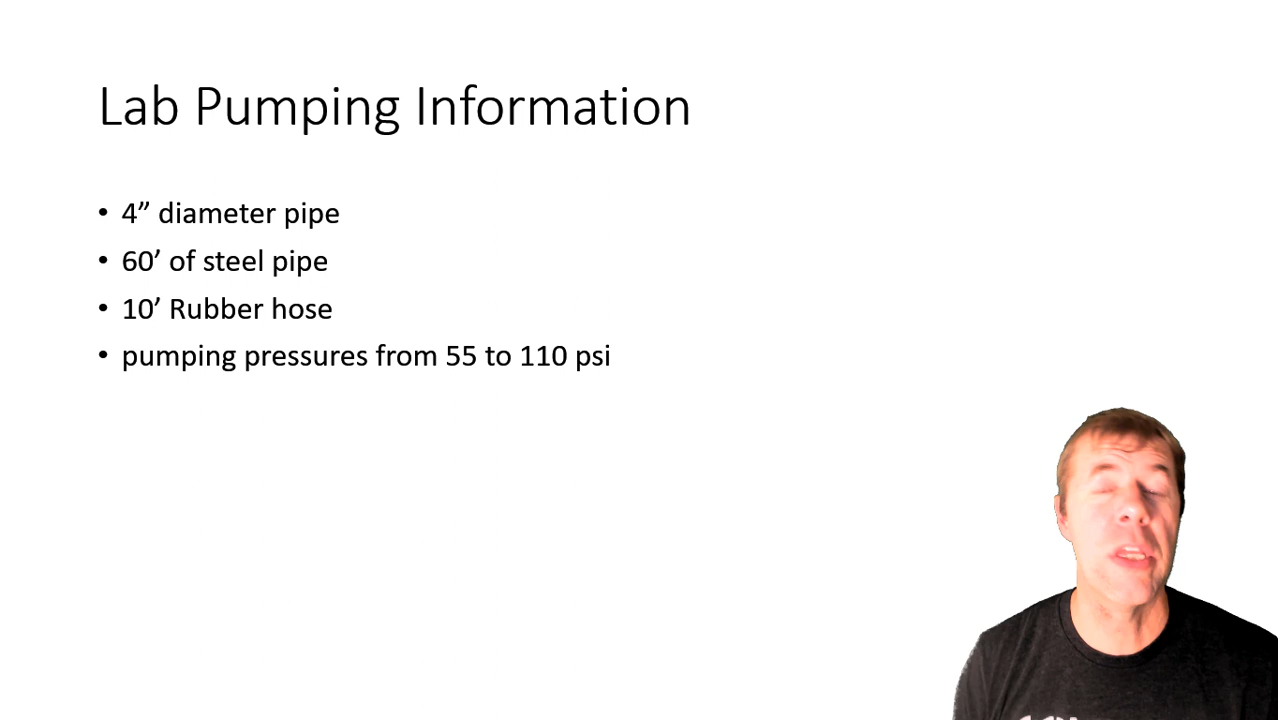 Lab Pumping Information
• 4” diameter pipe
• 60’ of steel pipe
• 10’ Rubber hose
• pumping pressures from 55 to 110 psi